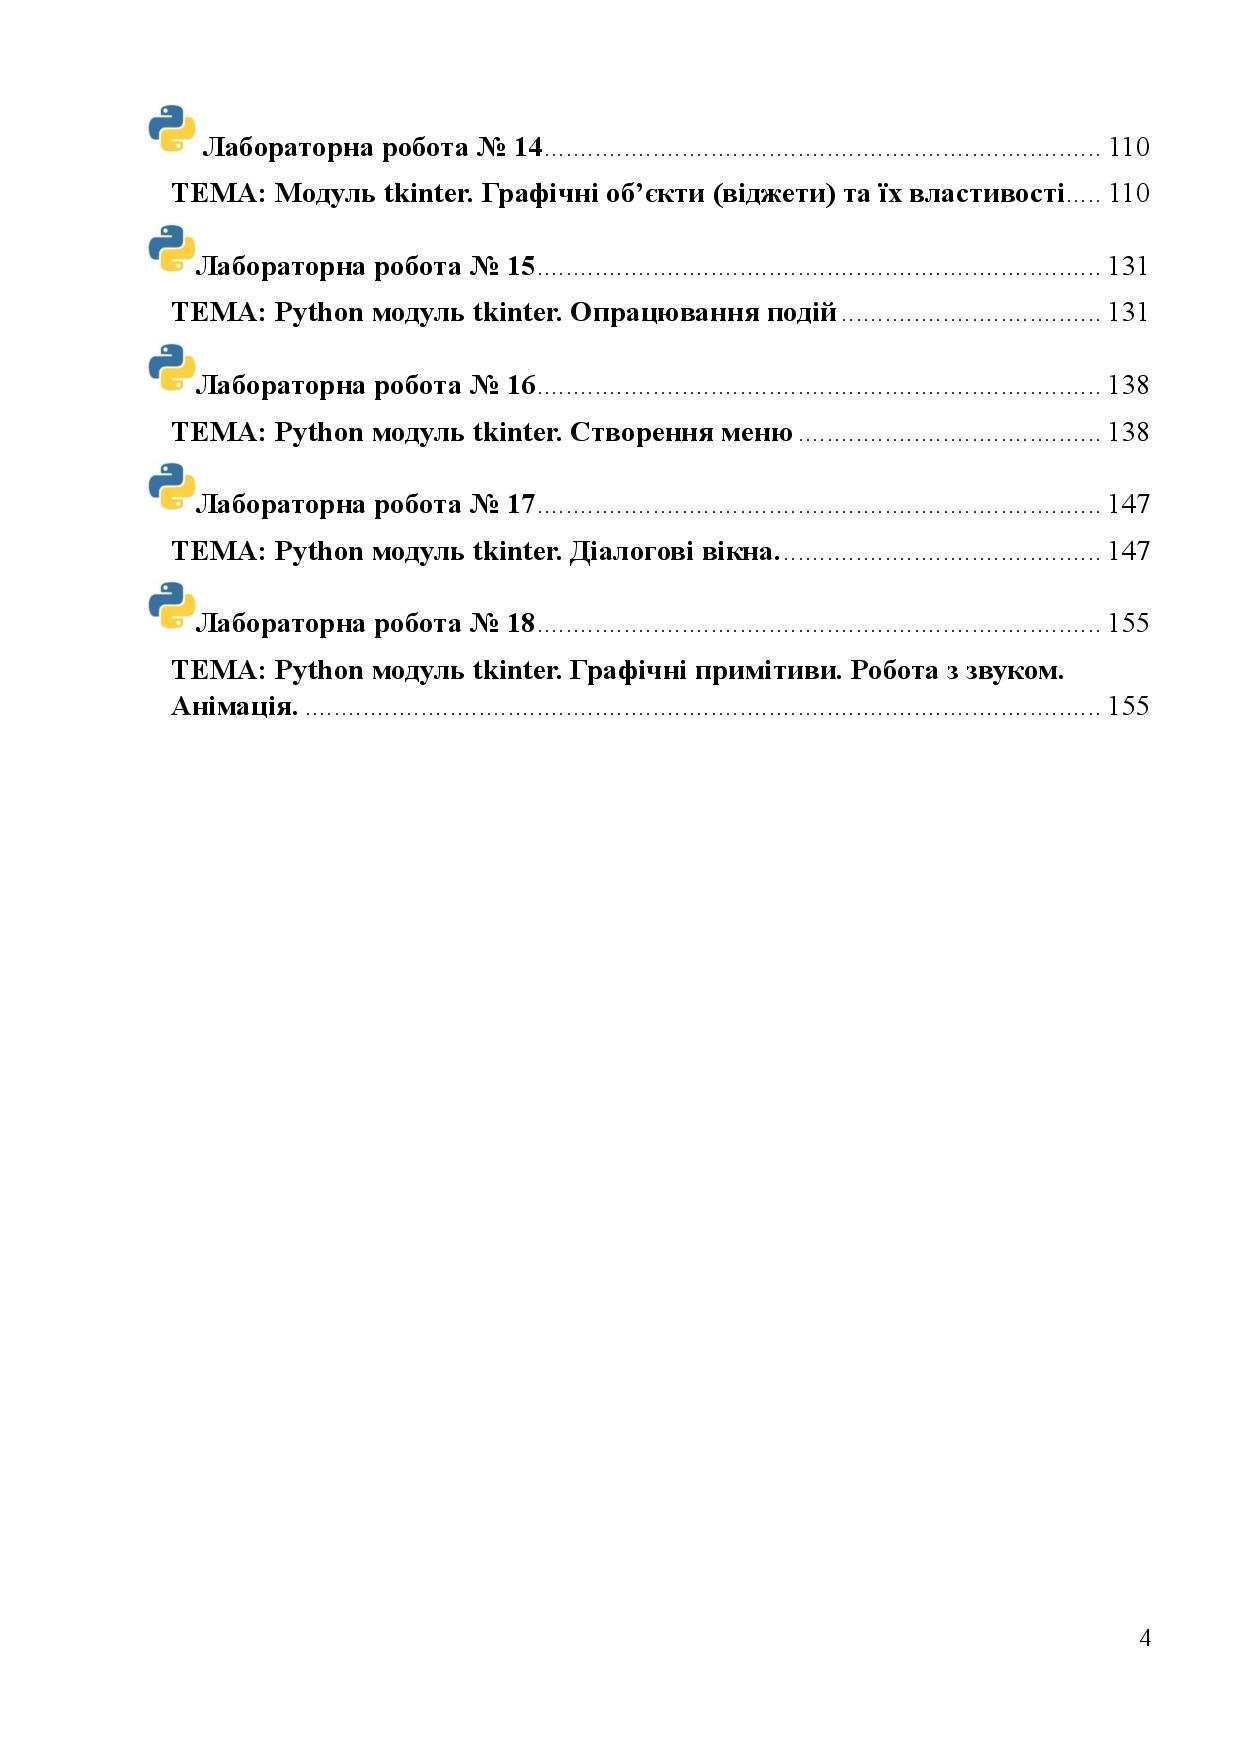 Лабораторна робота № 14........................................................................... 110
ТЕМА: Модуль tkinter. Графічні об’єкти (віджети) та їх властивості..... 110
Лабораторна робота № 15............................................................................ 131
ТЕМА: Python модуль tkinter. Опрацювання подій ................................... 131
Лабораторна робота № 16............................................................................ 138
ТЕМА: Python модуль tkinter. Створення меню ......................................... 138
Лабораторна робота № 17............................................................................ 147
ТЕМА: Python модуль tkinter. Діалогові вікна............................................ 147
Лабораторна робота № 18............................................................................ 155
ТЕМА: Python модуль tkinter. Графічні примітиви. Робота з звуком.
Анімація. ............................................................................................................ 155
4